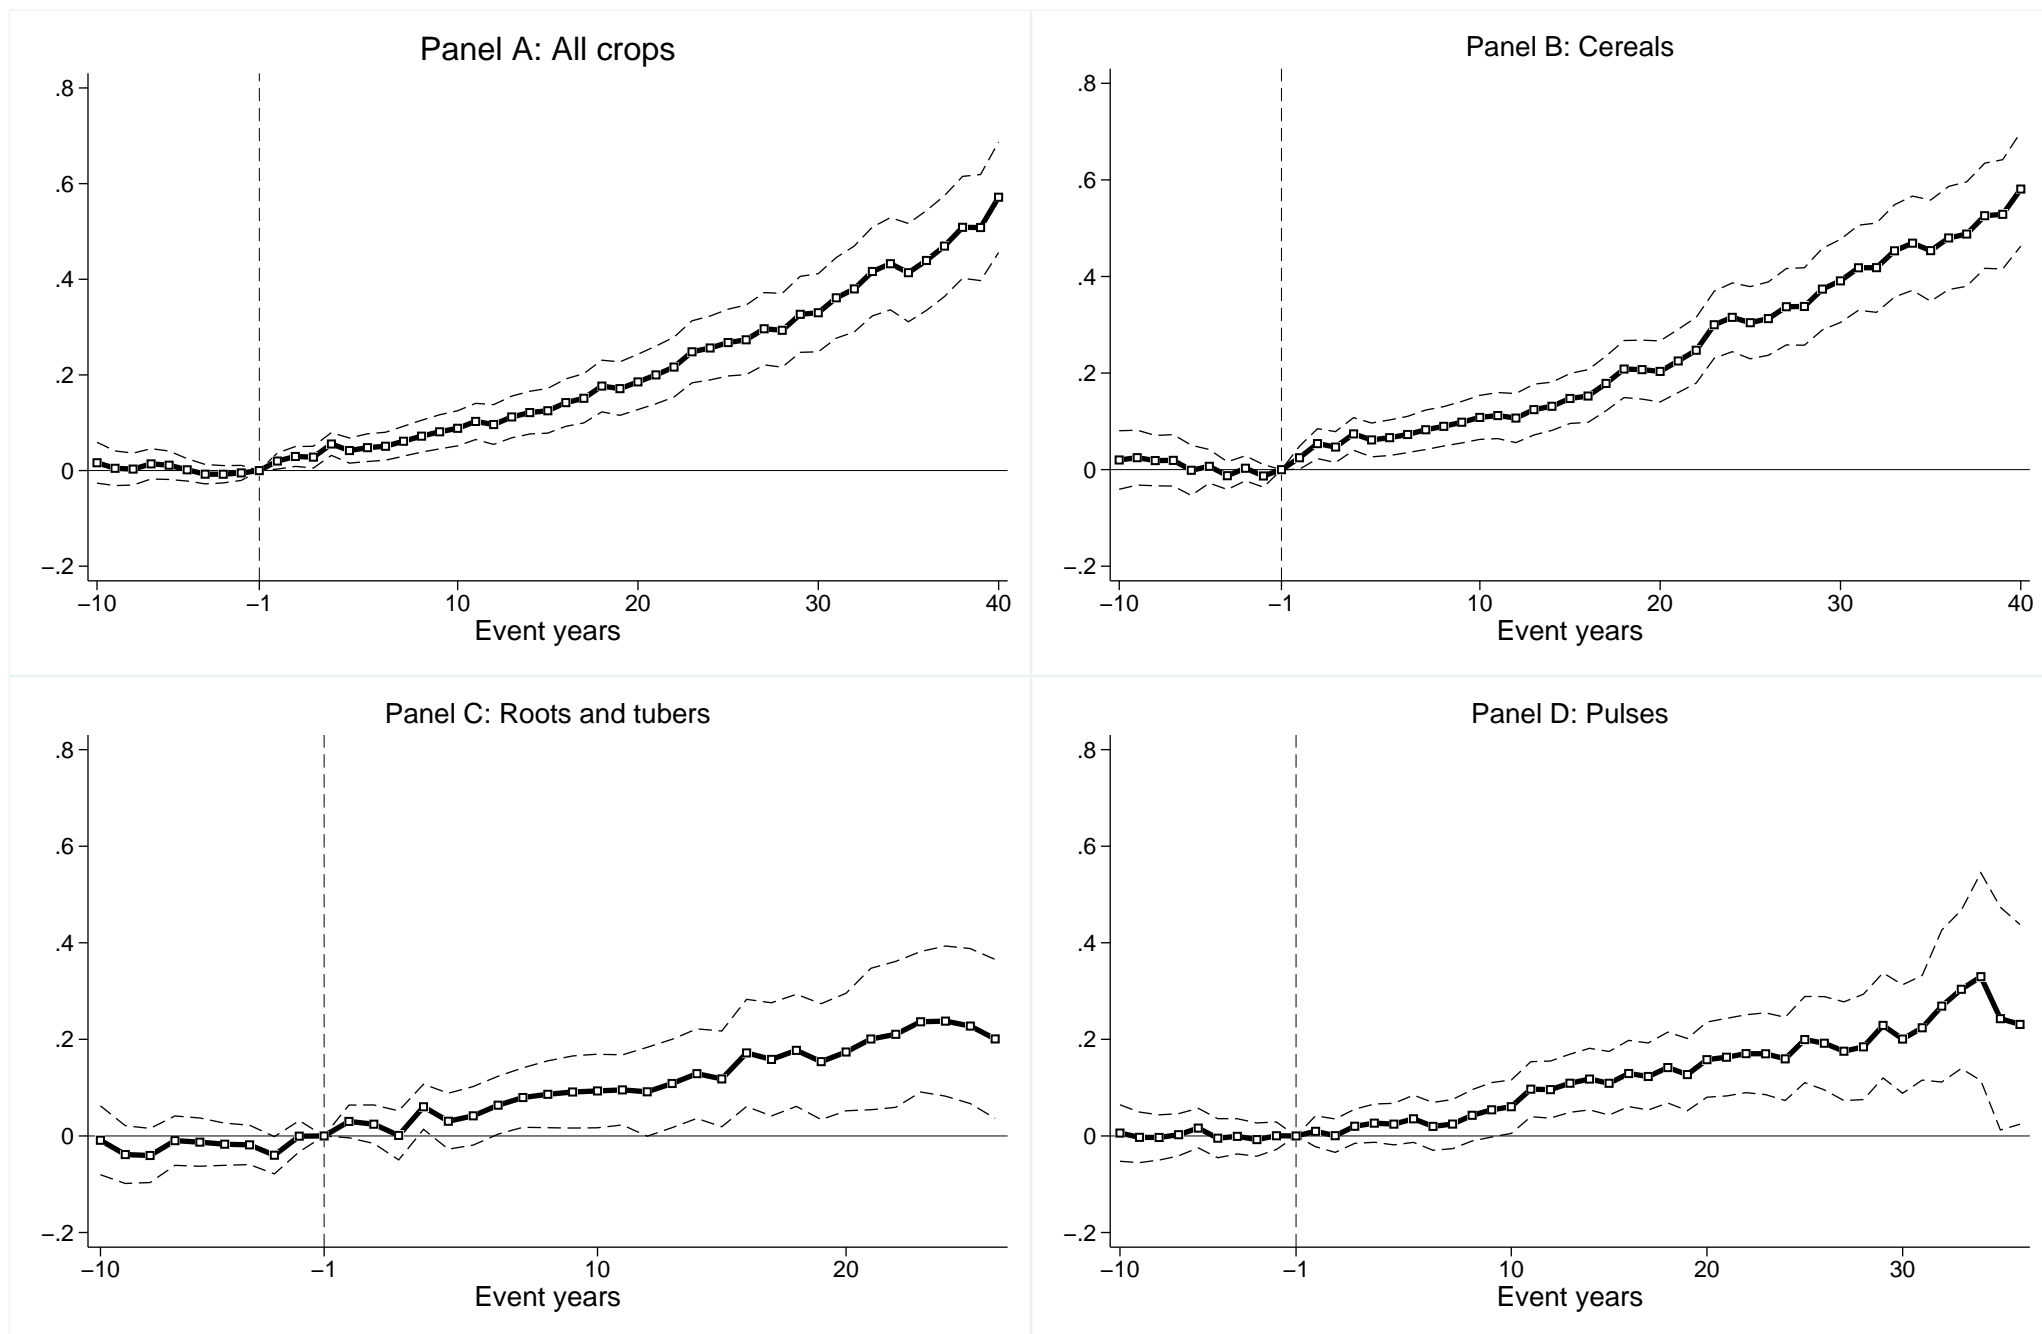 Panel A: All crops
.8
.6
.4
.2
0
−.2
−10 −1 10 20 30 40
Event years
Panel B: Cereals
.8
.6
.4
.2
0
−.2
−10 −1 10 20 30 40
Event years
Panel C: Roots and tubers
.8
.6
.4
.2
0
−.2
−10 −1 10 20
Event years
Panel D: Pulses
.8
.6
.4
.2
0
−.2
−10 −1 10 20 30
Event years